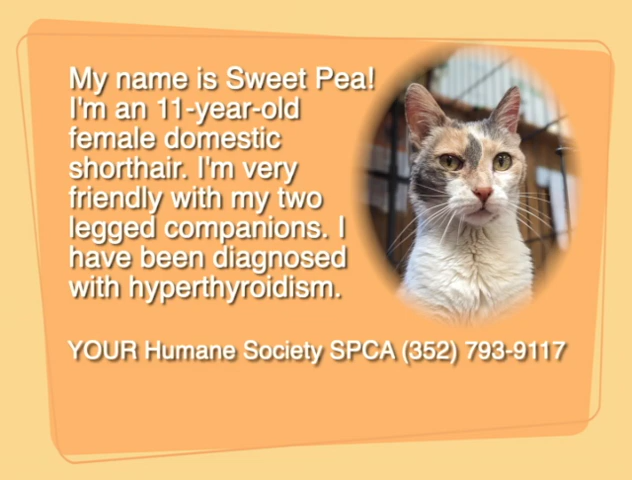 My name is Sweet Pea!
I'm an 11-year-old
female domestic
shorthair. I'm very
friendly with my two
legged companions. I
have been diagnosed
with hyperthyroidism.
YOUR Humane Society SPCA (352) 793-9117